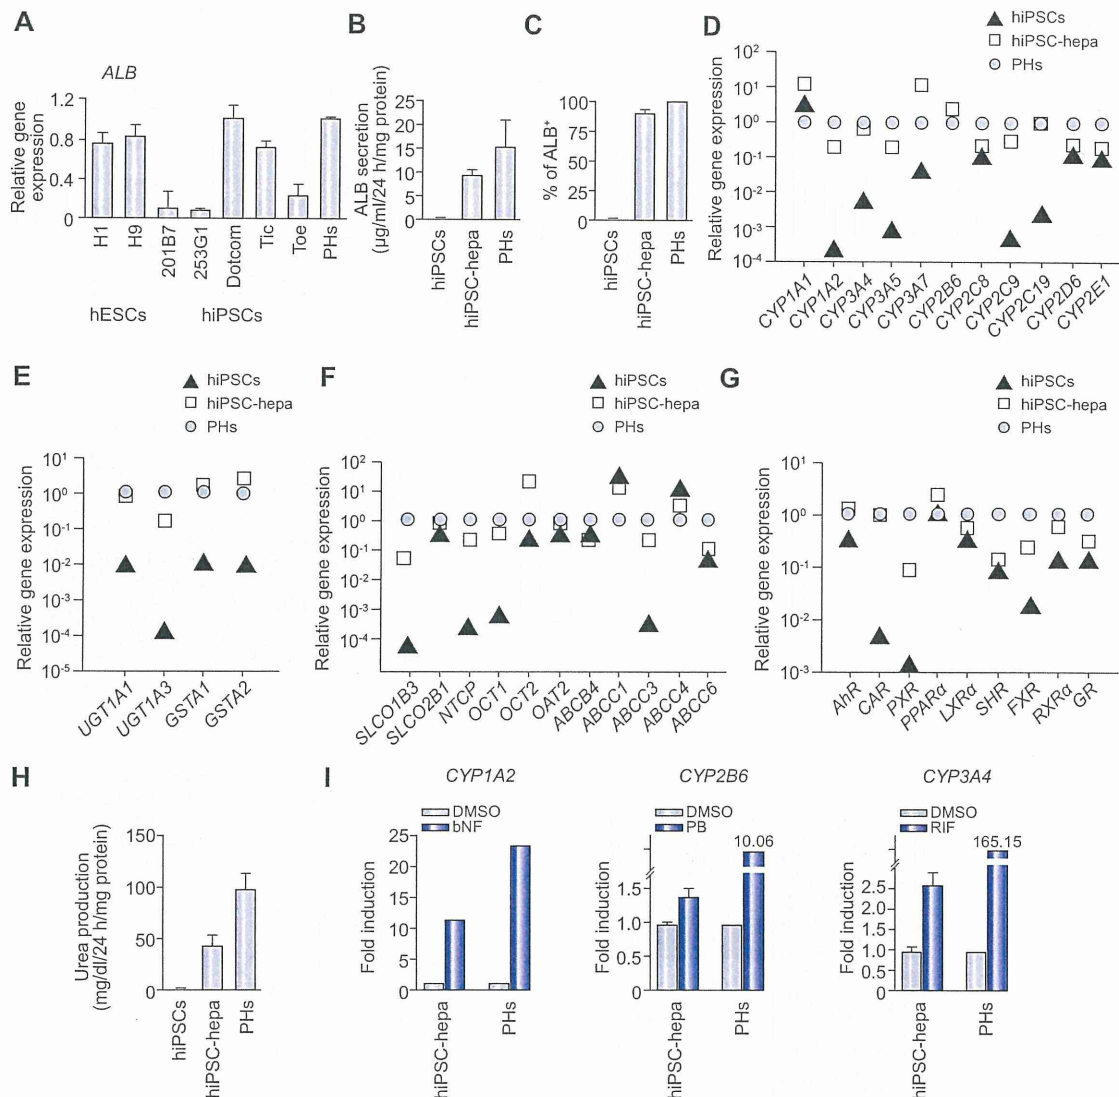 A
ALB
Relative gene
expression
1.2
0.8
0.4
0
H1
H9
201B7
253G1
Dotcom
Tic
Toe
PHs
hESCs
hiPSCs
B
ALB secretion
(µg/ml/24 h/mg protein)
25
20
15
10
5
0
hiPSCs
hiPSC-hepa
PHs
C
% of ALB⁺
100
75
50
25
0
hiPSCs
hiPSC-hepa
PHs
D
hiPSCs
hiPSC-hepa
PHs
Relative gene expression
10²
10¹
10⁰
10⁻¹
10⁻²
10⁻³
10⁻⁴
CYP1A1
CYP1A2
CYP3A4
CYP3A5
CYP3A7
CYP2B6
CYP2C8
CYP2C9
CYP2C19
CYP2D6
CYP2E1
E
hiPSCs
hiPSC-hepa
PHs
Relative gene expression
10¹
10⁰
10⁻¹
10⁻²
10⁻³
10⁻⁴
10⁻⁵
UGT1A1
UGT1A3
GSTA1
GSTA2
F
hiPSCs
hiPSC-hepa
PHs
Relative gene expression
10²
10¹
10⁰
10⁻¹
10⁻²
10⁻³
10⁻⁴
SLCO1B3
SLCO2B1
NTCP
OCT1
OCT2
OAT2
ABCB4
ABCC1
ABCC3
ABCC4
ABCC6
G
hiPSCs
hiPSC-hepa
PHs
Relative gene expression
10¹
10⁰
10⁻¹
10⁻²
10⁻³
AhR
CAR
PXR
PPARα
LXRα
SHR
FXR
RXRα
GR
H
Urea production
(mg/dl/24 h/mg protein)
150
100
50
0
hiPSCs
hiPSC-hepa
PHs
I
CYP1A2
DMSO
bNF
Fold induction
25
20
15
10
5
0
hiPSC-hepa
PHs
CYP2B6
DMSO
PB
10.06
Fold induction
1.5
1.0
0.5
0
hiPSC-hepa
PHs
CYP3A4
DMSO
RIF
165.15
Fold induction
2.5
2.0
1.5
1.0
0.5
0
hiPSC-hepa
PHs